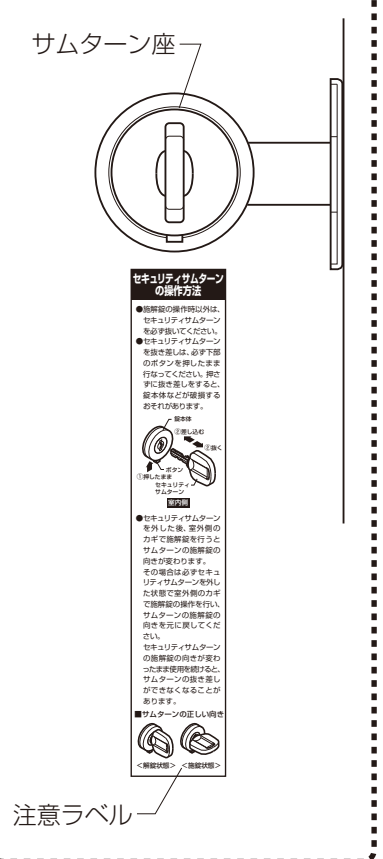 サムターン座
セキュリティサムターン
の操作方法
●施解錠の操作時以外は、
セキュリティサムターン
を必ず抜いてください。
●セキュリティサムターン
を抜き差しは、必ず下部
のボタンを押したまま
行なってください。押さ
ずに抜き差しをすると、
錠本体などが破損する
おそれがあります。
錠本体
②差し込む
②抜く
ボタン
①押したまま
セキュリティ
サムターン
室内側
●セキュリティサムターン
を外した後、室外側の
カギで施解錠を行うと
サムターンの施解錠の
向きが変わります。
その場合は必ずセキュ
リティサムターンを外し
た状態で室外側のカギ
で施解錠の操作を行い、
サムターンの施解錠の
向きを元に戻してくだ
さい。
セキュリティサムターン
の施解錠の向きが変わ
ったまま使用を続けると、
サムターンの抜き差し
ができなくなることが
あります。
■サムターンの正しい向き
＜解錠状態＞ ＜施錠状態＞
注意ラベル